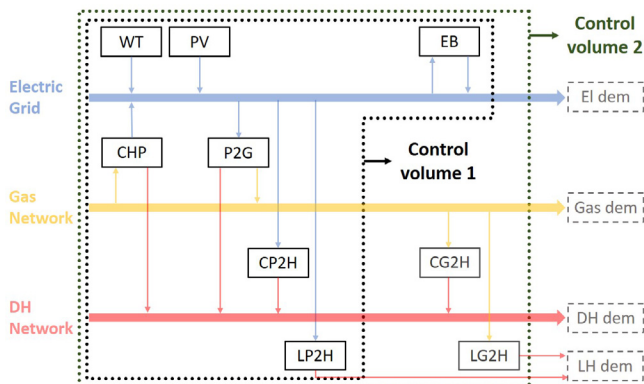 WT
PV
EB
Control
volume 2
Electric
Grid
El dem
CHP
P2G
Control
volume 1
Gas
Network
Gas dem
CP2H
CG2H
DH
Network
DH dem
LP2H
LG2H
LH dem